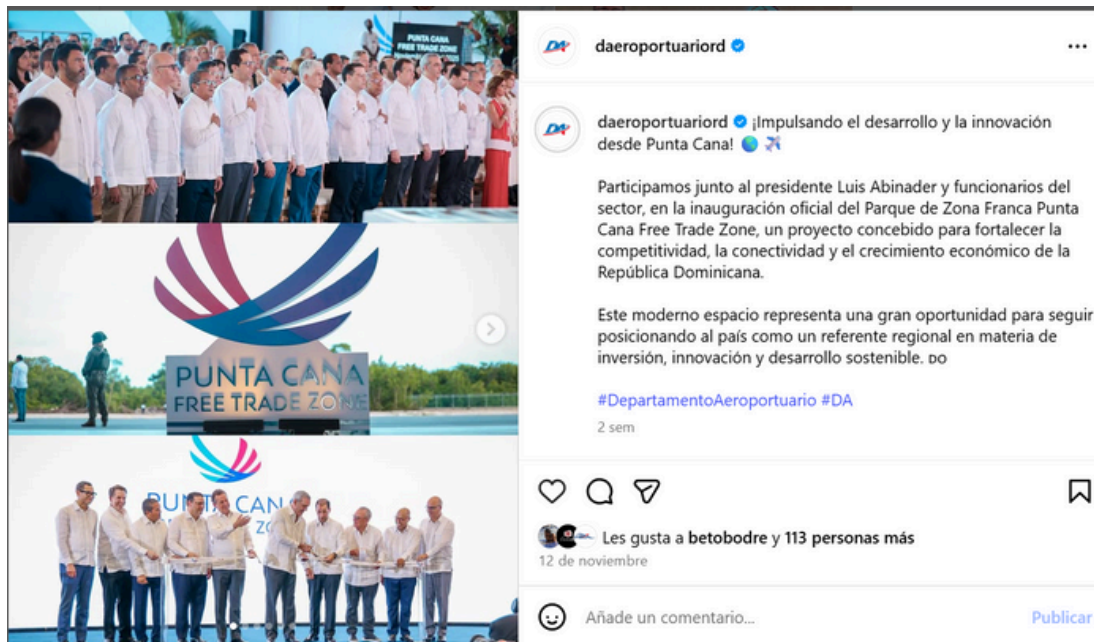 PUNTA CANA
FREE TRADE ZONE
PUNTA CANA
FREE TRADE ZONE
PUNTA CAN
daeroportuariord
daeroportuariord ¡Impulsando el desarrollo y la innovación
desde Punta Cana!
Participamos junto al presidente Luis Abinader y funcionarios del
sector, en la inauguración oficial del Parque de Zona Franca Punta
Cana Free Trade Zone, un proyecto concebido para fortalecer la
competitividad, la conectividad y el crecimiento económico de la
República Dominicana.
Este moderno espacio representa una gran oportunidad para seguir
posicionando al país como un referente regional en materia de
inversión, innovación y desarrollo sostenible. DO
#DepartamentoAeroportuario #DA
2 sem
Les gusta a betobodre y 113 personas más
12 de noviembre
Añade un comentario...
Publicar